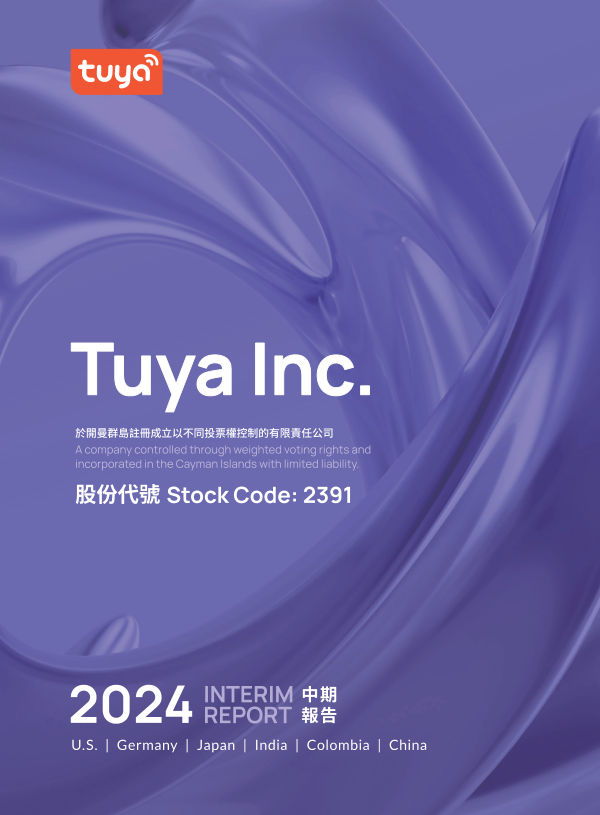 tuya
Tuya Inc.
於開曼群島註冊成立以不同投票權控制的有限責任公司
A company controlled through weighted voting rights and
incorporated in the Cayman Islands with limited liability.
股份代號 Stock Code: 2391
2024 INTERIM REPORT 中期報告
U.S. | Germany | Japan | India | Colombia | China